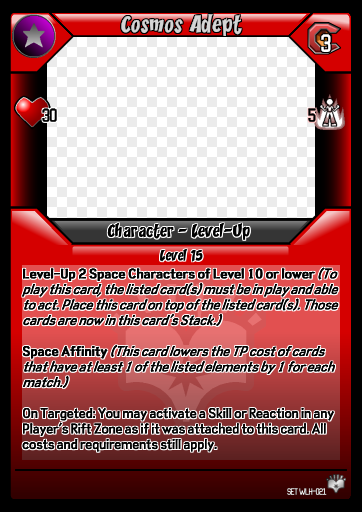 Cosmos Adept
3
30
5
Character - Level-Up
Level 15
Level-Up 2 Space Characters of Level 10 or lower (To
play this card, the listed card(s) must be in play and able
to act. Place this card on top of the listed card(s). Those
cards are now in this card's Stack.)
Space Affinity (This card lowers the TP cost of cards
that have at least 1 of the listed elements by 1 for each
match.)
On Targeted: You may activate a Skill or Reaction in any
Player's Rift Zone as if it was attached to this card. All
costs and requirements still apply.
SET WLH-021